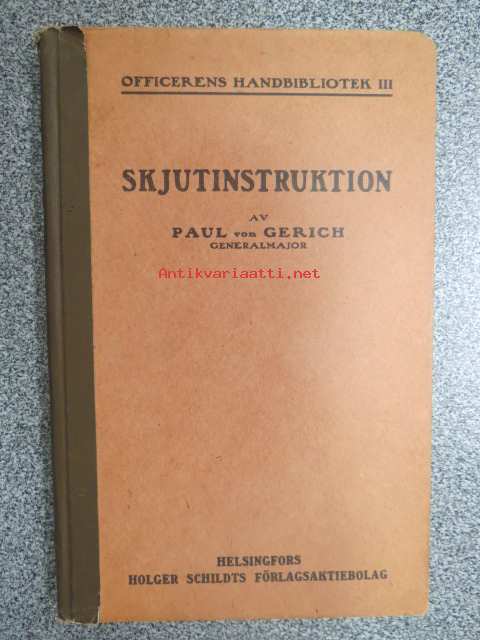 OFFICERENS HANDBIBLIOTEK III
SKJUTINSTRUKTION
AV
PAUL von GERICH
GENERALMAJOR
Antikvariaatti.net
HELSINGFORS
HOLGER SCHILDTS FÖRLAGSAKTIEBOLAG